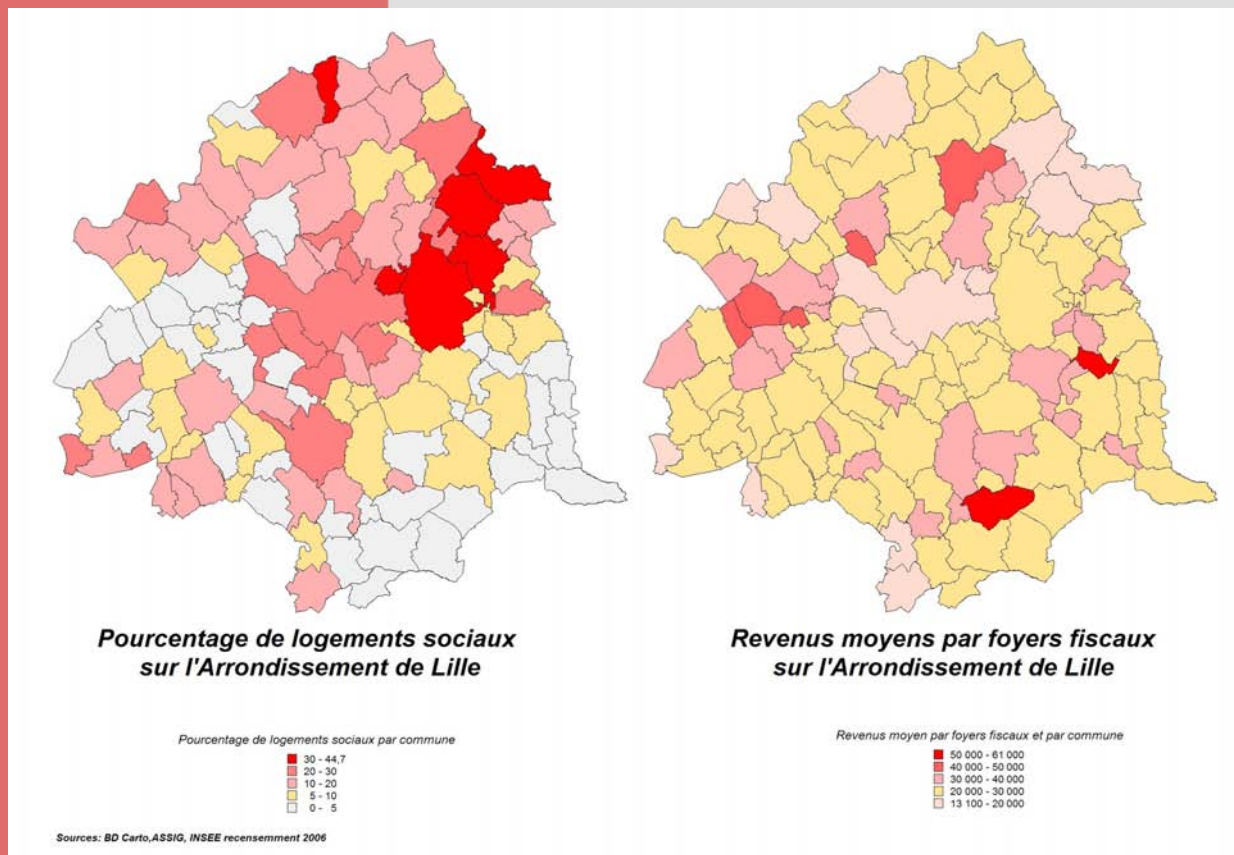 Pourcentage de logements sociaux
sur l'Arrondissement de Lille
Pourcentage de logements sociaux par commune
30 - 44,7
20 - 30
10 - 20
5 - 10
0 - 5
Sources: BD Carto,ASSIG, INSEE recensemment 2006
Revenus moyens par foyers fiscaux
sur l'Arrondissement de Lille
Revenus moyen par foyers fiscaux et par commune
50 000 - 61 000
40 000 - 50 000
30 000 - 40 000
20 000 - 30 000
13 100 - 20 000